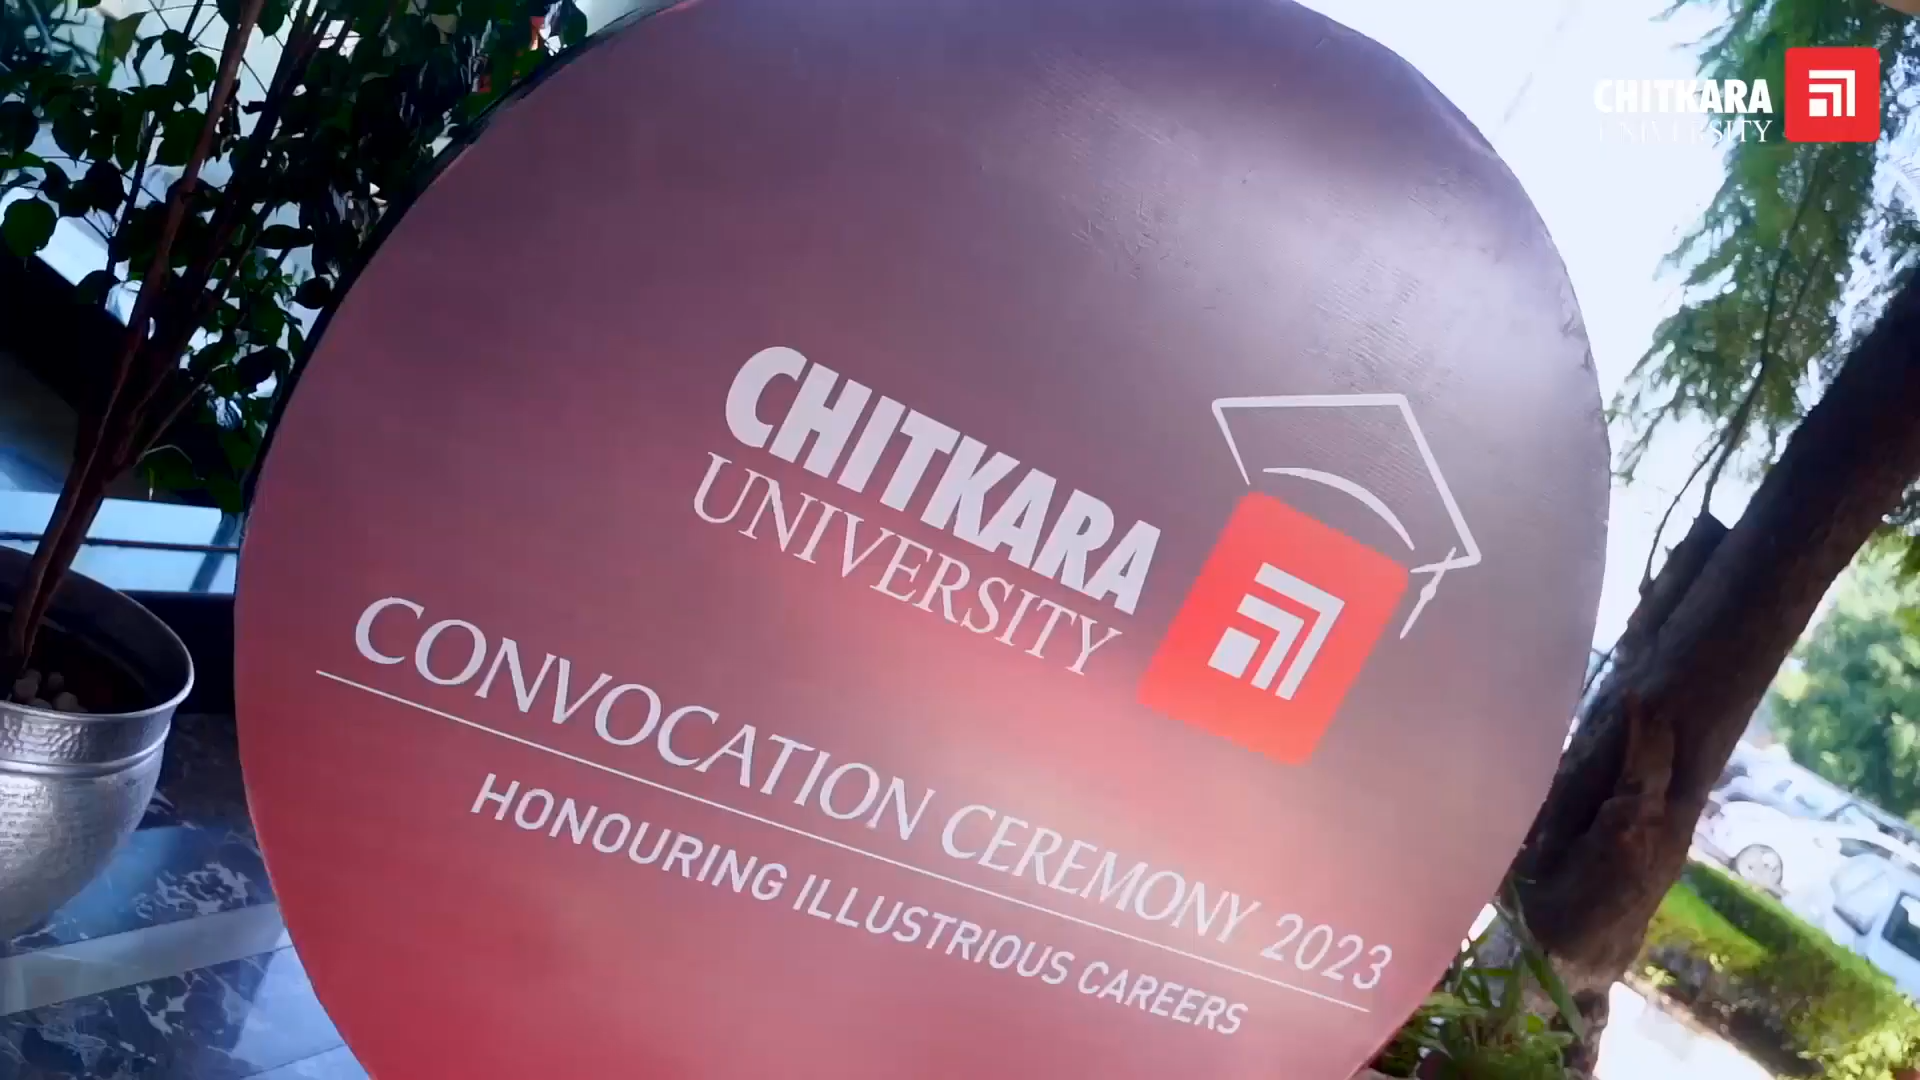 CHITKARA
UNIVERSITY
CHITKARA
UNIVERSITY
CONVOCATION CEREMONY 2023
HONOURING ILLUSTRIOUS CAREERS